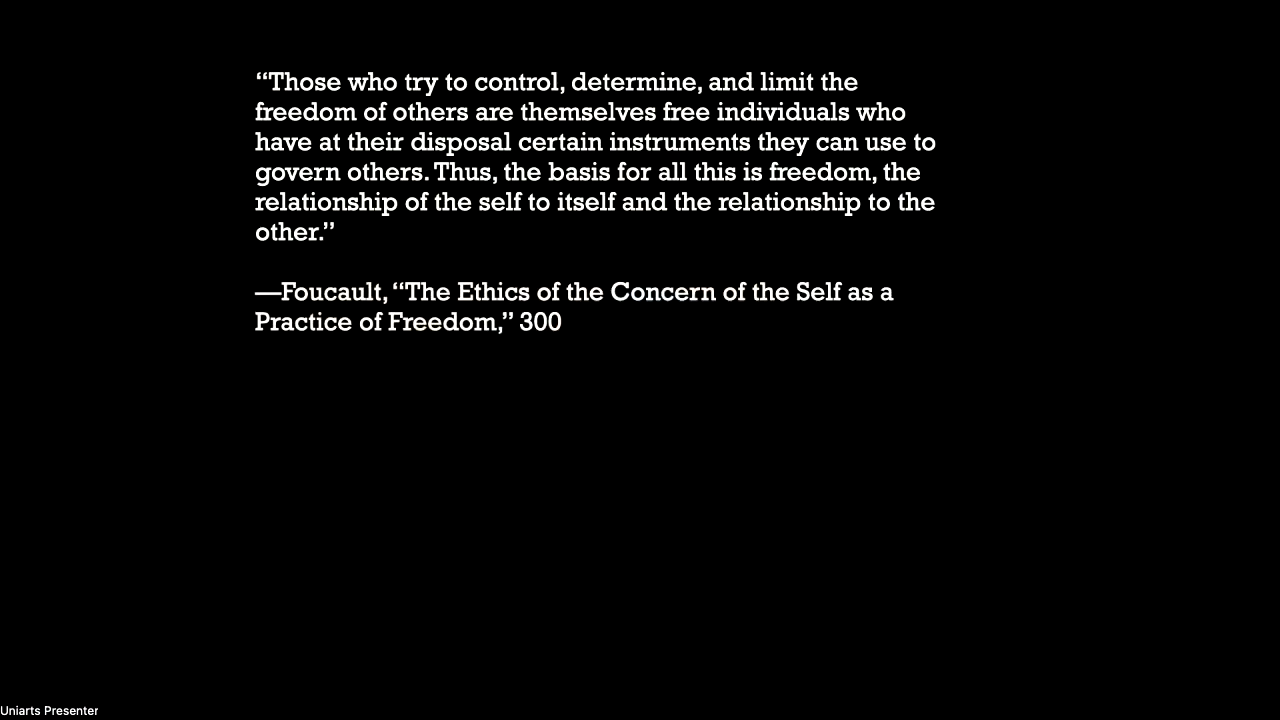 “Those who try to control, determine, and limit the
freedom of others are themselves free individuals who
have at their disposal certain instruments they can use to
govern others. Thus, the basis for all this is freedom, the
relationship of the self to itself and the relationship to the
other.”
—Foucault, “The Ethics of the Concern of the Self as a
Practice of Freedom,” 300
Uniarts Presenter